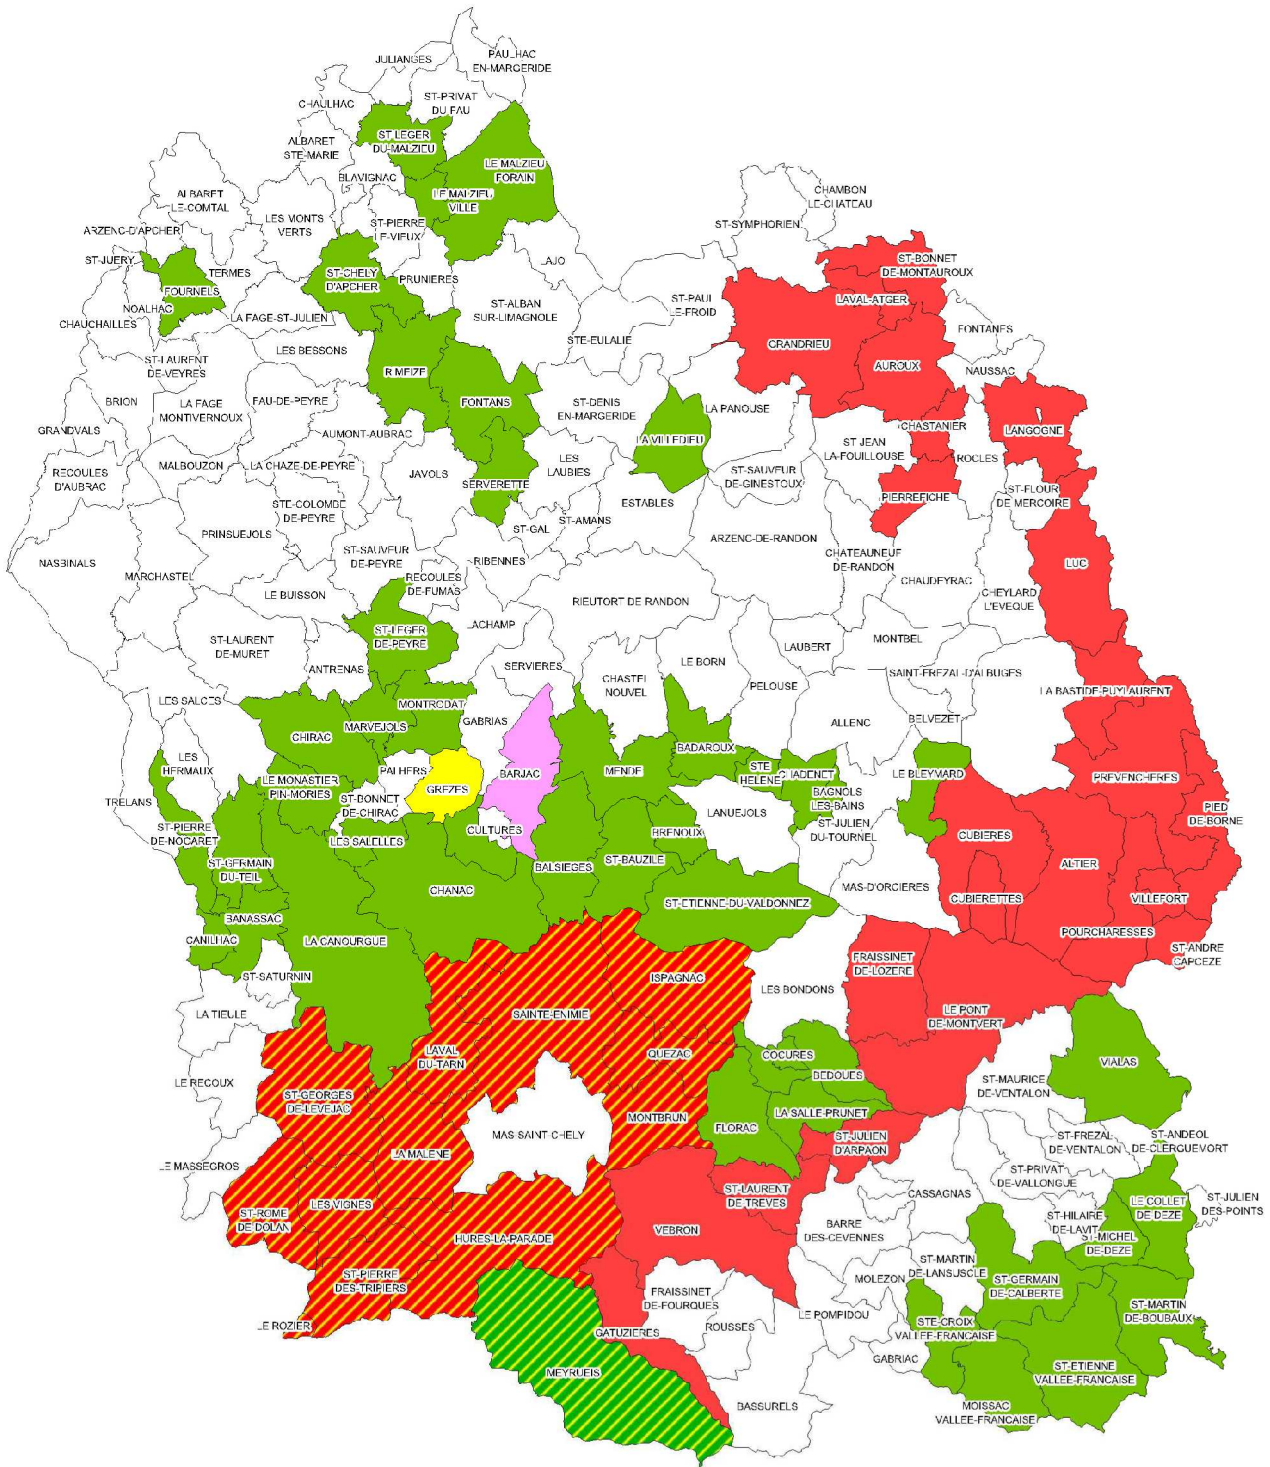 JULIANGES
PAULHAC
EN-MARGERIDE
ST-PRIVAT
DU FAU
CHAULHAC
ST LEGER
DU-MALZIEU
ALBARET
STE-MARIE
LE MALZIEU
FORAIN
BLAVIGNAC
LE MALZIEU
VILLE
ALBARET
LE-COMTAL
LES MONTS
VERTS
ST-PIERRE
LE-VIEUX
CHAMBON
LE-CHATEAU
ST-SYMPHORIEN
ARZENC-D'APCHER
ST-JUERY
TERMES
FOURNELS
NOALHAC
ST-CHELY
D'APCHER
PRUNIERES
LAJO
ST-BONNET
DE-MONTAUROUX
LAVAL-ATGER
ST-ALBAN
SUR-LIMAGNOLE
ST-PAUL
LE-FROID
CHAUCHAILLES
LA FAGE-ST-JULIEN
STE-EULALIE
GRANDRIEU
FONTANES
NAUSSAC
AUROUX
LES BESSONS
ST-LAURENT
DE-VEYRES
RIMEIZE
BRION
LA FAGE
MONTIVERNOUX
FAU-DE-PEYRE
FONTANS
ST-DENIS
EN-MARGERIDE
LA PANOUSE
GRANDVALS
AUMONT-AUBRAC
LA VILLEDIEU
CHASTANIER
LANGOGNE
ST JEAN
LA-FOUILLOUSE
ROCLES
RECOULES
D'AUBRAC
MALBOUZON
LA CHAZE-DE-PEYRE
JAVOLS
SERVERETTE
LES
LAUBIES
ST-SAUVEUR
DE-GINESTOUX
PIERREFICHE
ST-FLOUR
DE MERCOIRE
STE-COLOMBE
DE-PEYRE
ESTABLES
ST-AMANS
ST-GAL
PRINSUEJOLS
ARZENC-DE-RANDON
NASBINALS
MARCHASTEL
ST-SAUVEUR
DE-PEYRE
RIBENNES
CHATEAUNEUF
DE-RANDON
LUC
RECOULES
DE-FUMAS
CHAUDEYRAC
LE BUISSON
RIEUTORT DE RANDON
CHEYLARD
L'EVEQUE
ST-LEGER
DE-PEYRE
LACHAMP
ST-LAURENT
DE-MURET
ANTRENAS
LAUBERT
MONTBEL
SERVIERES
CHASTEL
NOUVEL
LE BORN
PELOUSE
SAINT-FREZAL-D'ALBUGES
LA BASTIDE-PUYLAURENT
LES SALCES
MONTRODAT
GABRIAS
MARVEJOLS
CHIRAC
ALLENC
BELVEZET
BADAROUX
LES
HERMAUX
PALHERS
BARJAC
MENDE
STE
HELENE
CHADENET
LE BLEYMARD
PREVENCHERES
LE MONASTIER
PIN-MORIES
GREZES
BAGNOLS
LES-BAINS
TRELANS
ST-BONNET
DE-CHIRAC
LANUEJOLS
PIED
DE-BORNE
ST-PIERRE
DE-NOGARET
LES SALELLES
CULTURES
BRENOUX
ST-JULIEN
DU-TOURNEL
CUBIERES
ST-GERMAIN
DU-TEIL
BALSIEGES
ST-BAUZILE
ALTIER
CHANAC
MAS-D'ORCIERES
CUBIERETTES
VILLEFORT
ST-ETIENNE-DU-VALDONNEZ
BANASSAC
POURCHARESSES
CANILHAC
LA CANOURGUE
ST-ANDRE
CAPCEZE
FRAISSINET
DE-LOZERE
ST-SATURNIN
ISPAGNAC
LES BONDONS
LA TIEULE
SAINTE-ENIMIE
LE PONT
DE-MONTVERT
LAVAL
DU-TARN
QUEZAC
COCURES
VIALAS
BEDOUES
LE RECOUX
ST-GEORGES
DE-LEVEJAC
ST-MAURICE
DE-VENTALON
MONTBRUN
LA SALLE-PRUNET
FLORAC
MAS-SAINT-CHELY
ST-JULIEN
D'ARPAON
ST-FREZAL
DE-VENTALON
ST-ANDEOL
DE-CLERGUEVORT
LE MASSEGROS
LA MALENE
ST-PRIVAT
DE-VALLONGUE
ST-LAURENT
DE TREVES
CASSAGNAS
LE COLLET
DE-DEZE
ST-JULIEN
DES-POINTS
ST-ROME
DE DOLAN
LES VIGNES
ST-HILAIRE
DE-LAVIT
VEBRON
BARRE
DES-CEVENNES
ST-MICHEL
DE-DEZE
HURES-LA-PARADE
ST-MARTIN
DE-LANSUSCLE
ST-PIERRE
DES-TRIPIERS
MOLEZON
ST-GERMAIN
DE-CALBERTE
FRAISSINET
DE-FOURQUES
ST-MARTIN
DE-BOUBAUX
LE POMPIDOU
LE ROZIER
ROUSSES
STE-CROIX
VALLEE-FRANCAISE
GATUZIERES
GABRIAC
MEYRUEIS
ST-ETIENNE
VALLEE-FRANCAISE
BASSURELS
MOISSAC
VALLEE-FRANCAISE